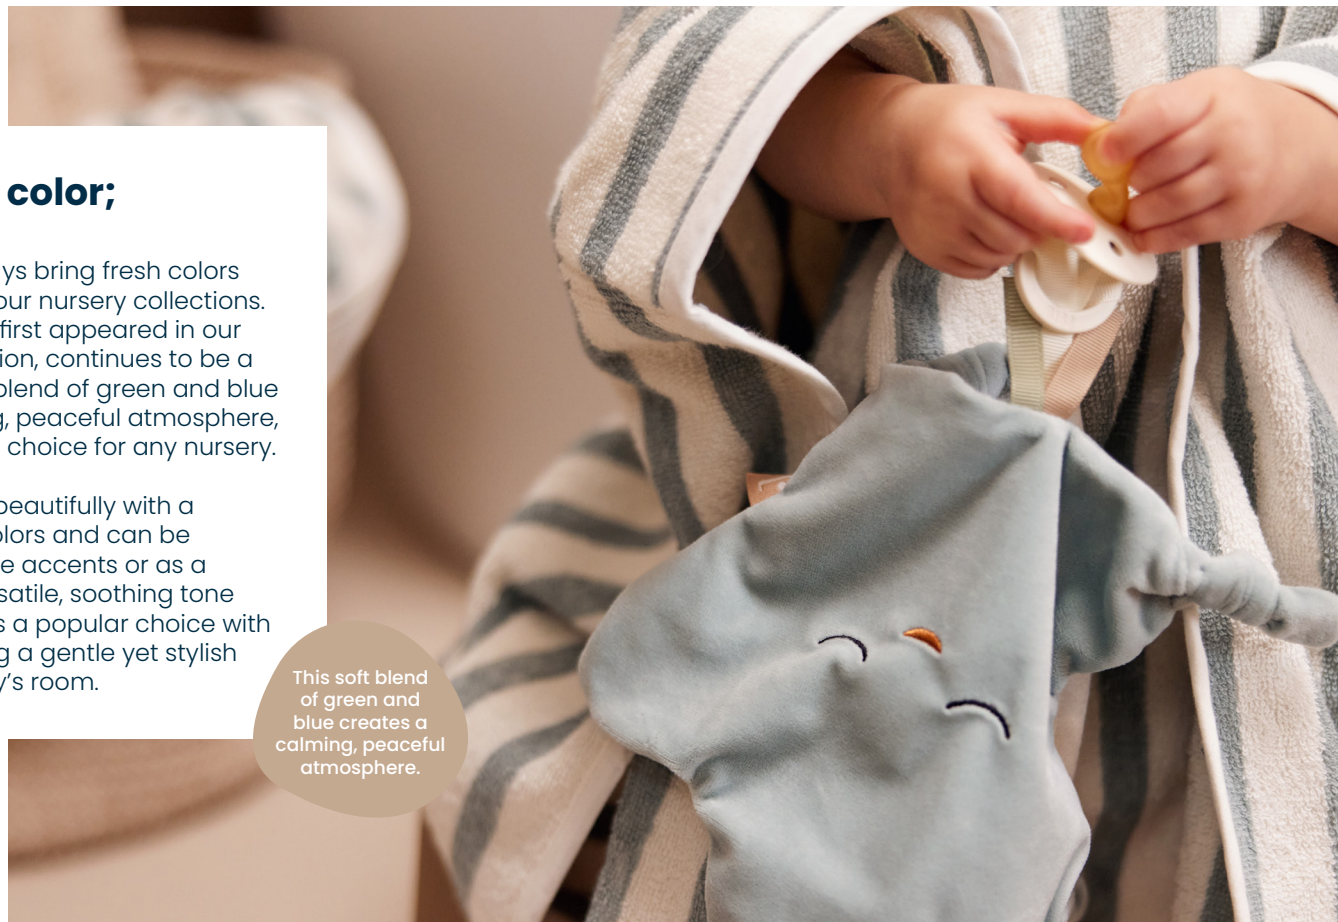 color;
ys bring fresh colors
our nursery collections.
first appeared in our
ion, continues to be a
blend of green and blue
g, peaceful atmosphere,
choice for any nursery.
beautifully with a
lors and can be
e accents or as a
satile, soothing tone
s a popular choice with
g a gentle yet stylish
y's room.
This soft blend
of green and
blue creates a
calming, peaceful
atmosphere.